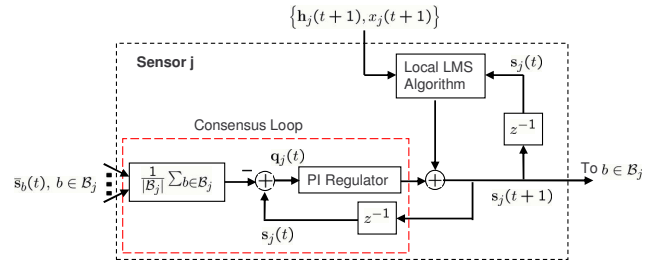 {h_j(t+1), x_j(t+1)}
Sensor j
Local LMS
Algorithm
s_j(t)
z^{-1}
Consensus Loop
q_j(t)
s̄_b(t), b ∈ B_j
1/|B_j| ∑_{b∈B_j}
−
+
PI Regulator
+
To b ∈ B_j
s_j(t+1)
z^{-1}
s_j(t)